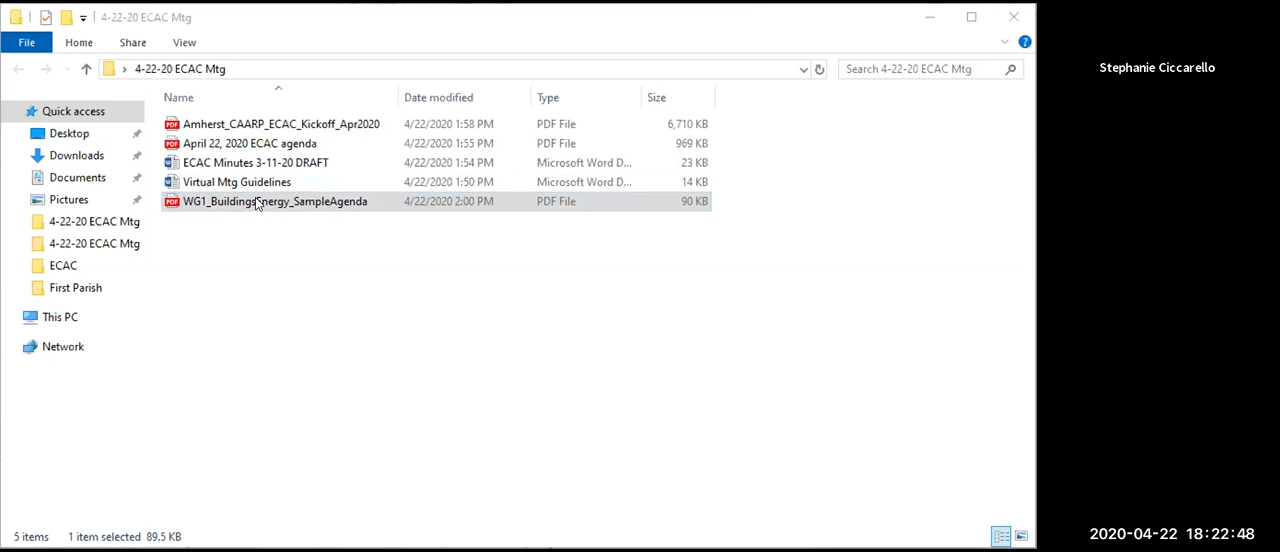 4-22-20 ECAC Mtg
File Home Share View
4-22-20 ECAC Mtg
Search 4-22-20 ECAC Mtg
Stephanie Ciccarello
Name Date modified Type Size
Quick access
Desktop
Downloads
Documents
Pictures
4-22-20 ECAC Mtg
4-22-20 ECAC Mtg
ECAC
First Parish
This PC
Network
Amherst_CAARP_ECAC_Kickoff_Apr2020 4/22/2020 1:58 PM PDF File 6,710 KB
April 22, 2020 ECAC agenda 4/22/2020 1:55 PM PDF File 969 KB
ECAC Minutes 3-11-20 DRAFT 4/22/2020 1:54 PM Microsoft Word D... 23 KB
Virtual Mtg Guidelines 4/22/2020 1:50 PM Microsoft Word D... 14 KB
WG1_BuildingsEnergy_SampleAgenda 4/22/2020 2:00 PM PDF File 90 KB
5 items 1 item selected 89.5 KB
2020-04-22 18:22:48